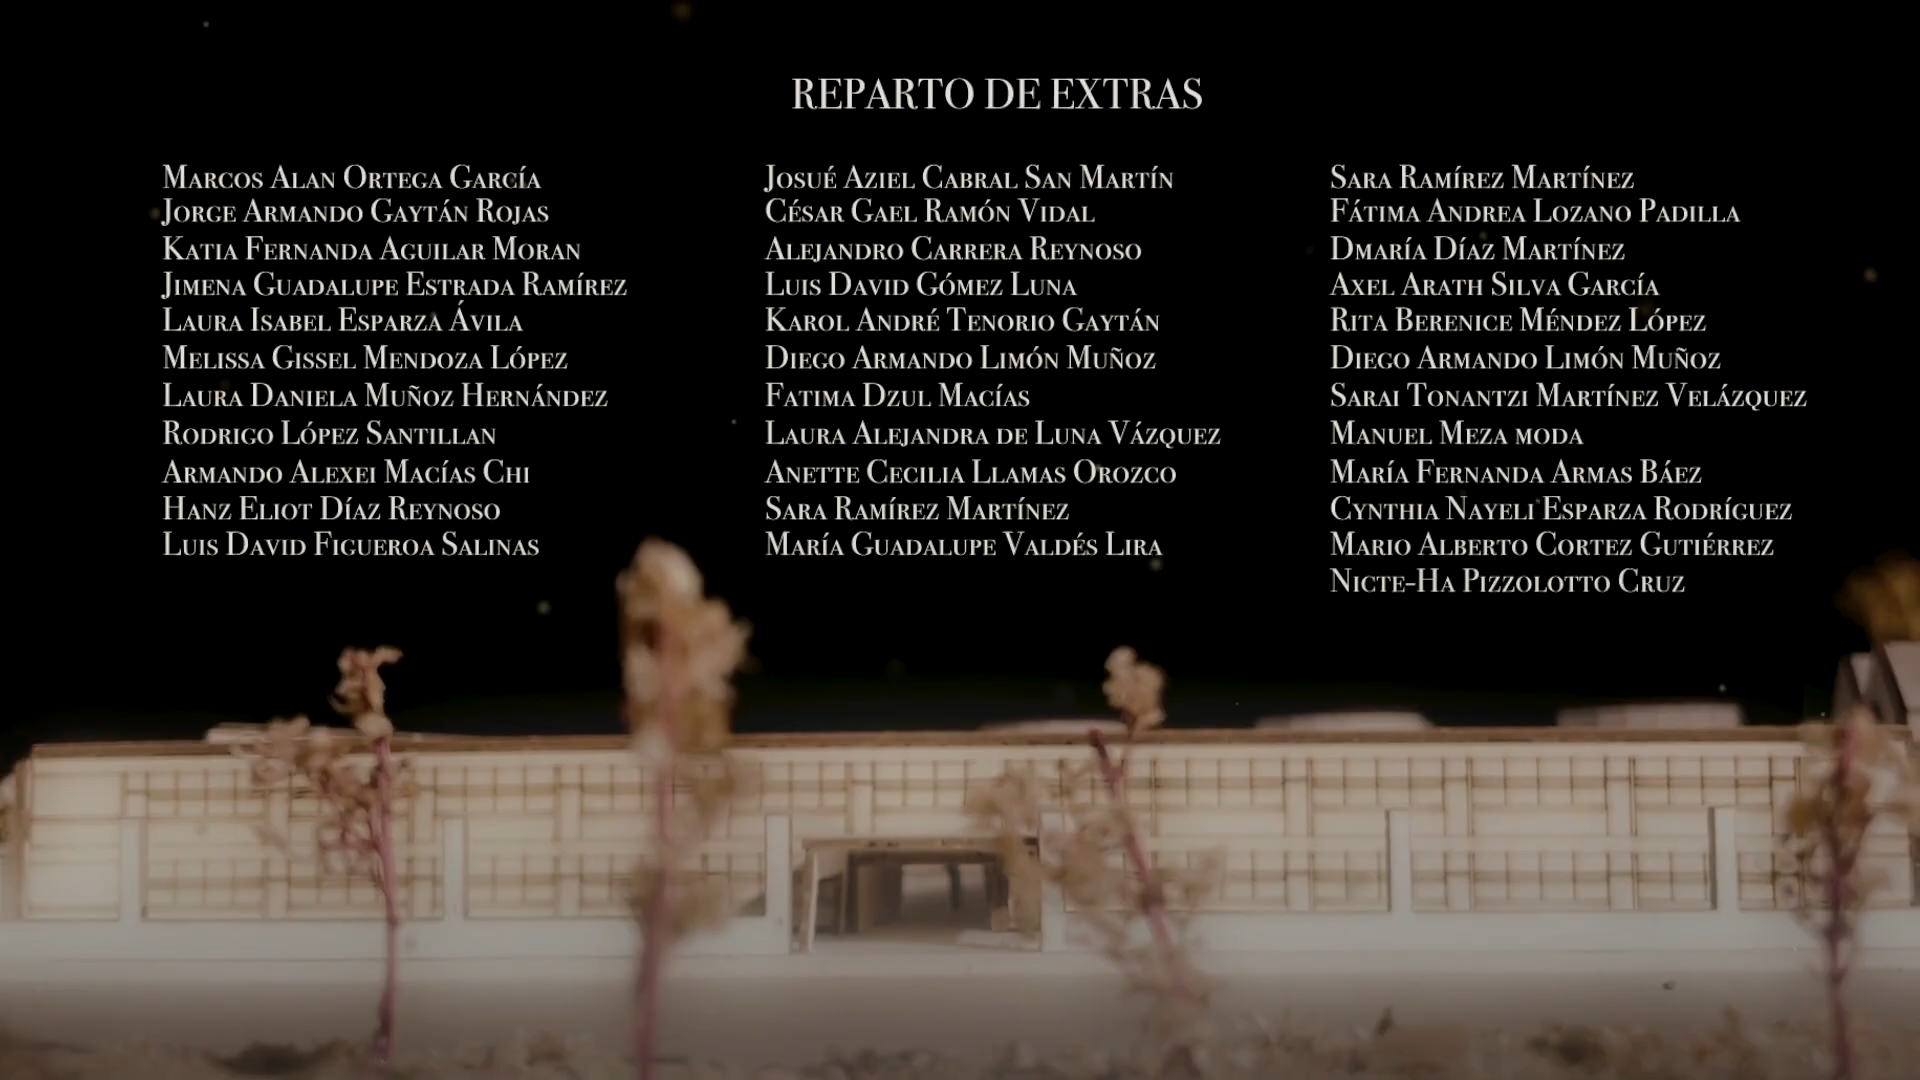 REPARTO DE EXTRAS
Marcos Alan Ortega García
Jorge Armando Gaytán Rojas
Katia Fernanda Aguilar Moran
Jimena Guadalupe Estrada Ramírez
Laura Isabel Esparza Ávila
Melissa Gissel Mendoza López
Laura Daniela Muñoz Hernández
Rodrigo López Santillan
Armando Alexei Macías Chi
Hanz Eliot Díaz Reynoso
Luis David Figueroa Salinas
Josué Aziel Cabral San Martín
César Gael Ramón Vidal
Alejandro Carrera Reynoso
Luis David Gómez Luna
Karol André Tenorio Gaytán
Diego Armando Limón Muñoz
Fatima Dzul Macías
Laura Alejandra de Luna Vázquez
Anette Cecilia Llamas Orozco
Sara Ramírez Martínez
María Guadalupe Valdés Lira
Sara Ramírez Martínez
Fátima Andrea Lozano Padilla
Dmaría Díaz Martínez
Axel Arath Silva García
Rita Berenice Méndez López
Diego Armando Limón Muñoz
Sarai Tonantzi Martínez Velázquez
Manuel Meza moda
María Fernanda Armas Báez
Cynthia Nayeli Esparza Rodríguez
Mario Alberto Cortez Gutiérrez
Nicte-Ha Pizzolotto Cruz